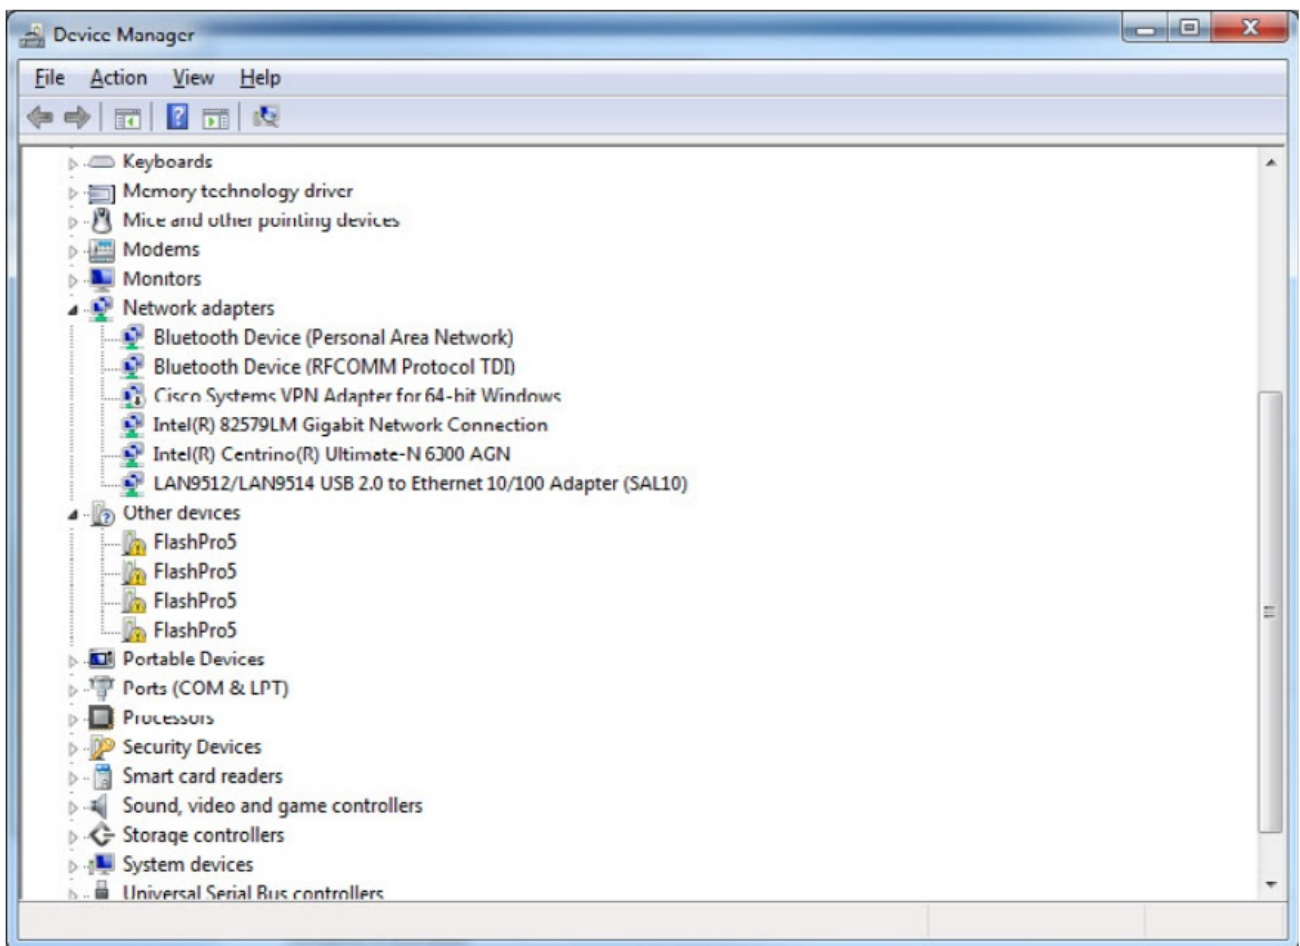 Device Manager
File Action View Help
Keyboards
Memory technology driver
Mice and other pointing devices
Modems
Monitors
Network adapters
Bluetooth Device (Personal Area Network)
Bluetooth Device (RFCOMM Protocol TDI)
Cisco Systems VPN Adapter for 64-bit Windows
Intel(R) 82579LM Gigabit Network Connection
Intel(R) Centrino(R) Ultimate-N 6300 AGN
LAN9512/LAN9514 USB 2.0 to Ethernet 10/100 Adapter (SAL10)
Other devices
FlashPro5
FlashPro5
FlashPro5
FlashPro5
Portable Devices
Ports (COM & LPT)
Processors
Security Devices
Smart card readers
Sound, video and game controllers
Storage controllers
System devices
Universal Serial Bus controllers